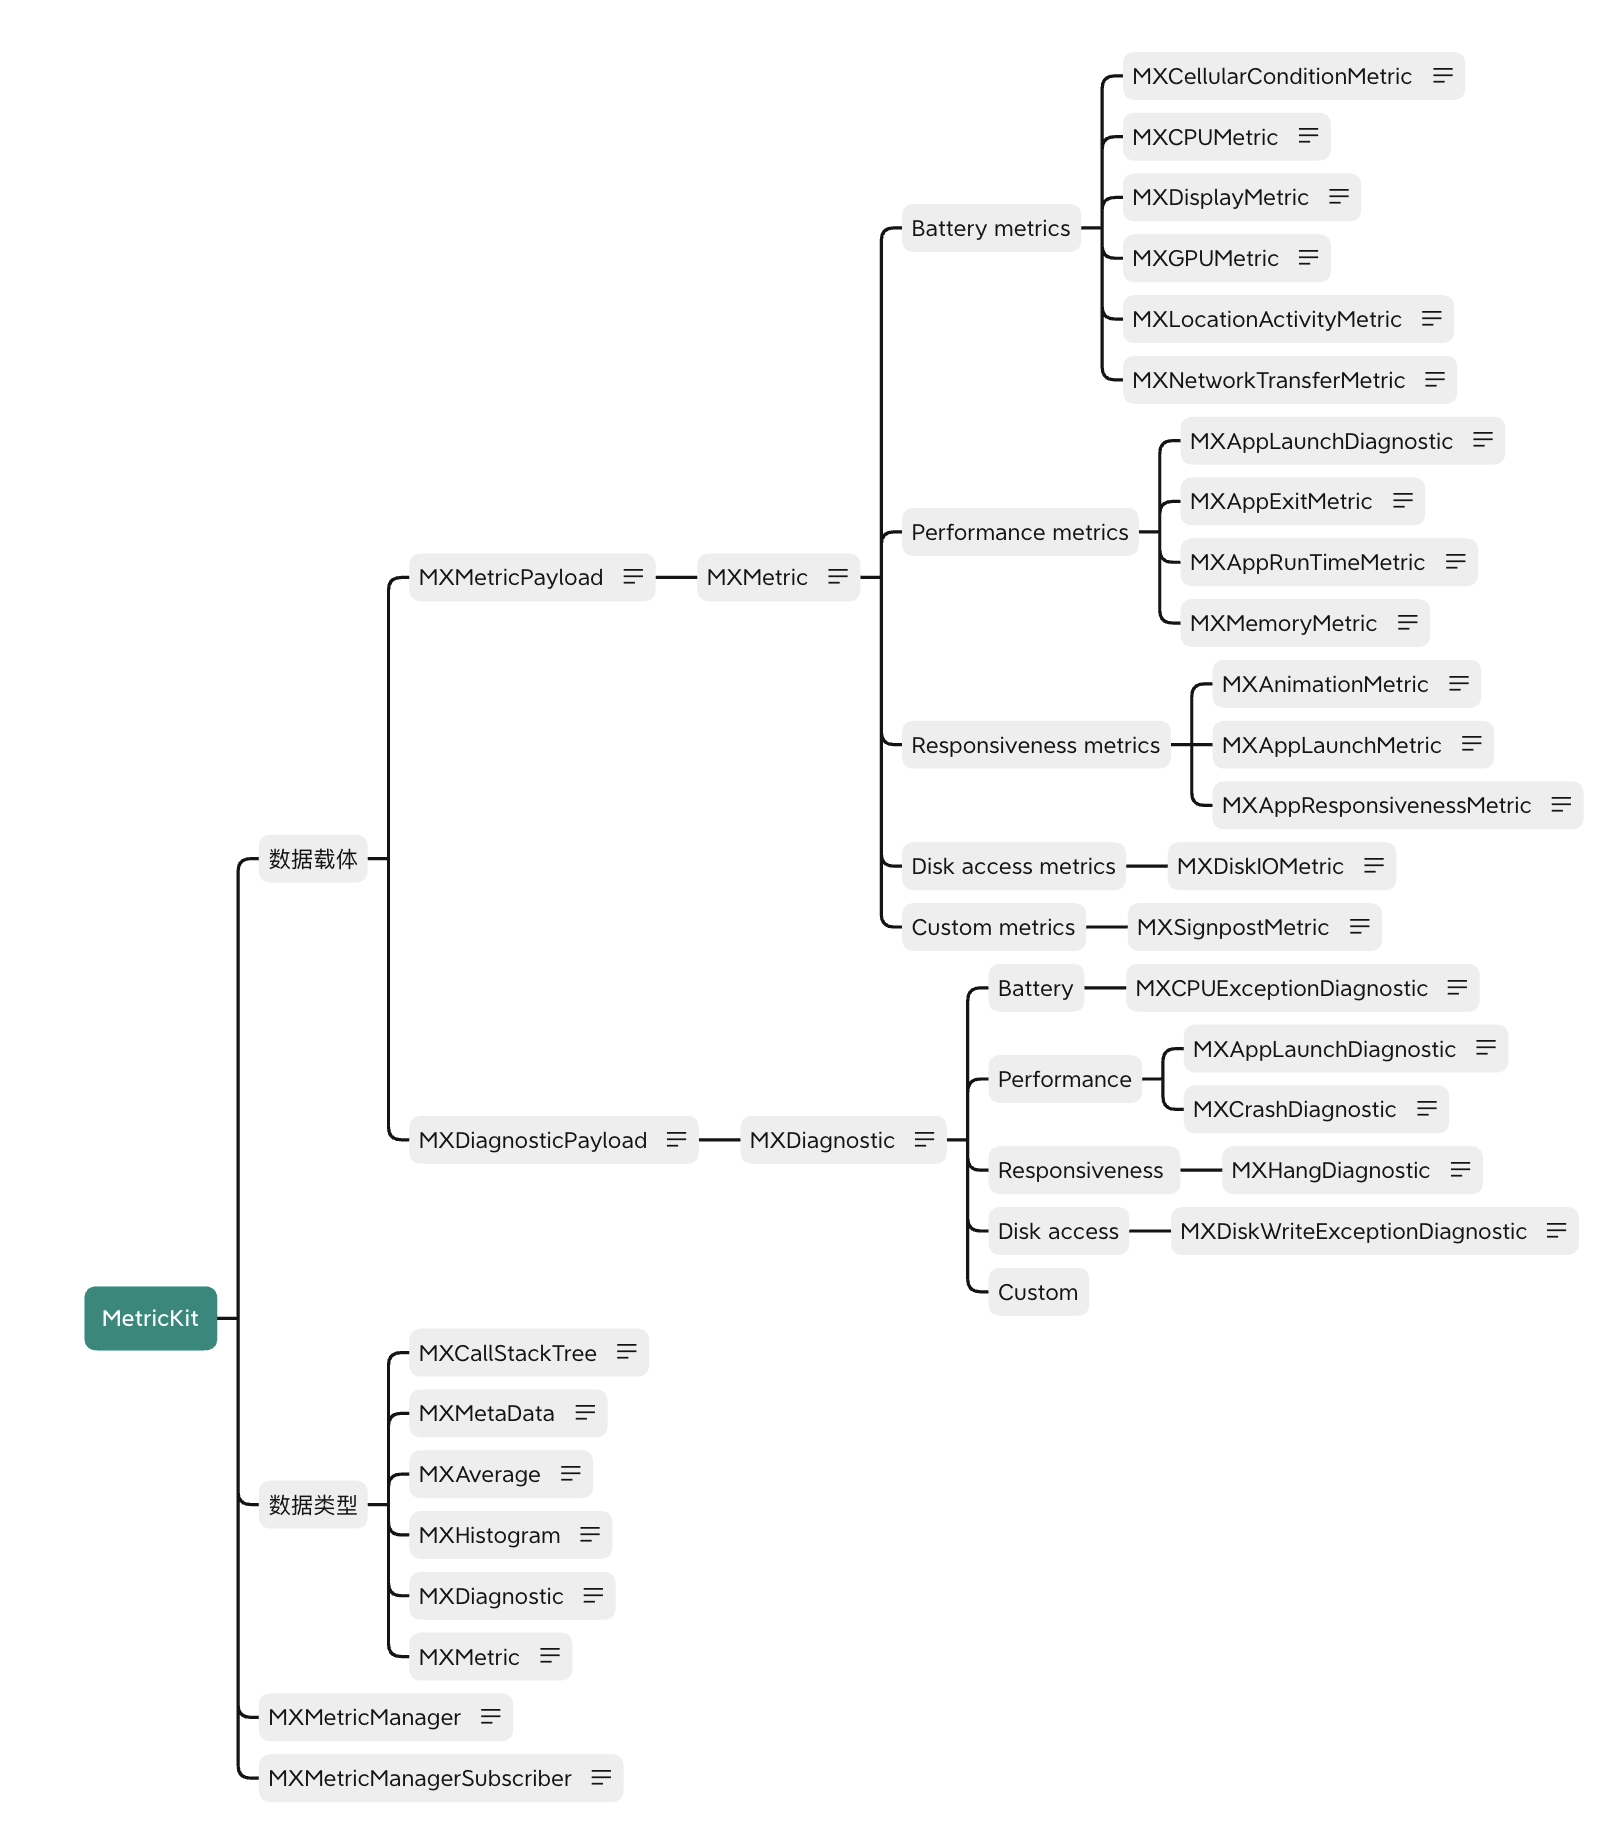 MetricKit
数据载体
MXMetricPayload
MXMetric
Battery metrics
MXCellularConditionMetric
MXCPUMetric
MXDisplayMetric
MXGPUMetric
MXLocationActivityMetric
MXNetworkTransferMetric
Performance metrics
MXAppLaunchDiagnostic
MXAppExitMetric
MXAppRunTimeMetric
MXMemoryMetric
Responsiveness metrics
MXAnimationMetric
MXAppLaunchMetric
MXAppResponsivenessMetric
Disk access metrics
MXDiskIOMetric
Custom metrics
MXSignpostMetric
MXDiagnosticPayload
MXDiagnostic
Battery
MXCPUExceptionDiagnostic
Performance
MXAppLaunchDiagnostic
MXCrashDiagnostic
Responsiveness
MXHangDiagnostic
Disk access
MXDiskWriteExceptionDiagnostic
Custom
数据类型
MXCallStackTree
MXMetaData
MXAverage
MXHistogram
MXDiagnostic
MXMetric
MXMetricManager
MXMetricManagerSubscriber